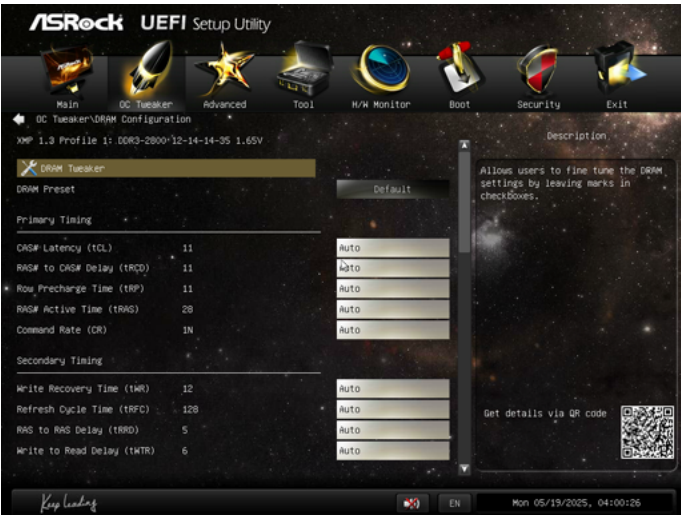 ASRock UEFI Setup Utility
Main OC Tweaker Advanced Tool H/W Monitor Boot Security Exit
OC Tweaker\DRAM Configuration
XMP 1.3 Profile 1: DDR3-2800 12-14-14-35 1.65V
Description
DRAM Tweaker
Allows users to fine tune the DRAM
settings by leaving marks in
checkboxes.
DRAM Preset Default
Primary Timing
CAS# Latency (tCL) 11 Auto
RAS# to CAS# Delay (tRCD) 11 Auto
Row Precharge Time (tRP) 11 Auto
RAS# Active Time (tRAS) 28 Auto
Command Rate (CR) 1N Auto
Secondary Timing
Write Recovery Time (tWR) 12 Auto
Refresh Cycle Time (tRFC) 128 Auto
RAS to RAS Delay (tRRD) 5 Auto
Write to Read Delay (tWTR) 6 Auto
Get details via QR code
Keep Leading
EN
Mon 05/19/2025, 04:00:26